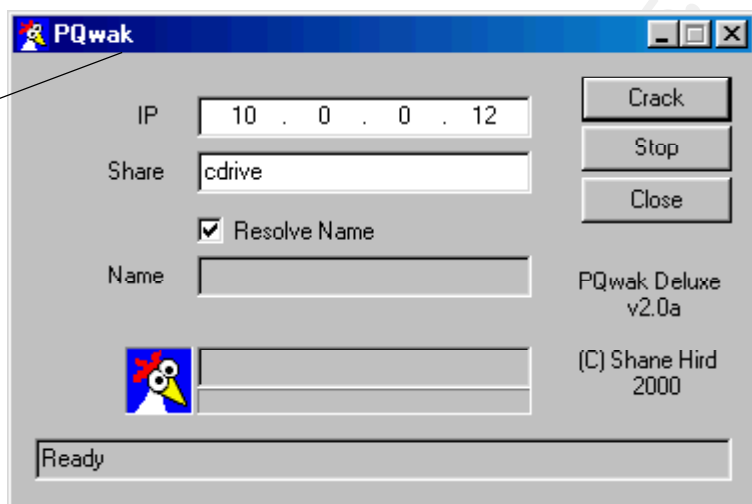 PQwak
IP 10 . 0 . 0 . 12
Crack
Share cdrive
Stop
Close
Resolve Name
Name
PQwak Deluxe
v2.0a
(C) Shane Hird
2000
Ready